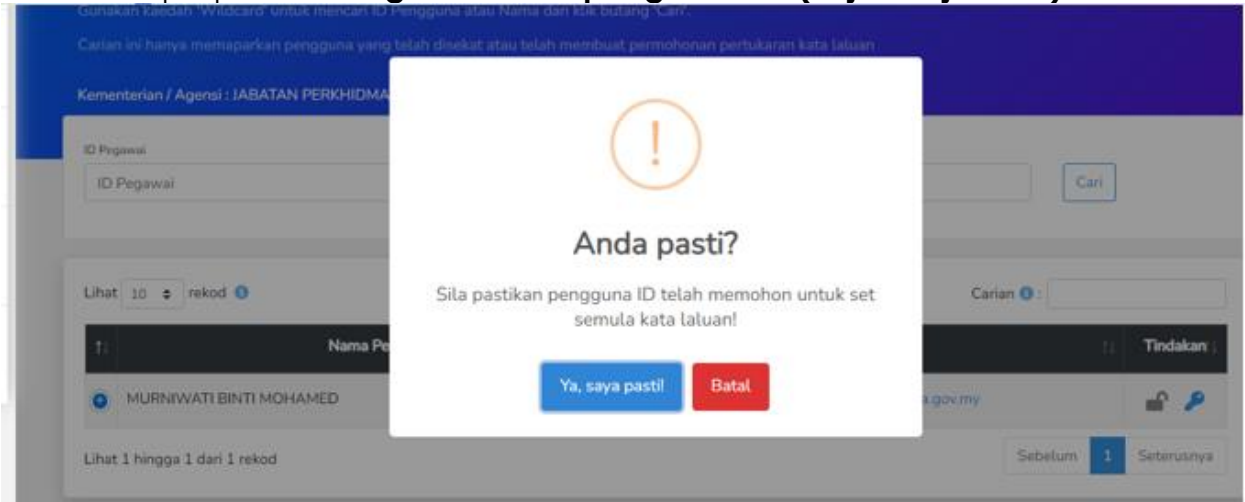 Gunakan kaedah 'Wildcard' untuk mencari ID Pengguna atau Nama dan klik butang 'Cari'.
Carian ini hanya memaparkan pengguna yang telah disekat atau telah membuat permohonan pertukaran kata laluan
Kementerian / Agensi : JABATAN PERKHIDMA
ID Pegawai
ID Pegawai
Cari
!
Anda pasti?
Sila pastikan pengguna ID telah memohon untuk set
semula kata laluan!
Ya, saya pasti!
Batal
Lihat 10 rekod
Carian :
Nama Pe
Tindakan
MURNIWATI BINTI MOHAMED
a.gov.my
Lihat 1 hingga 1 dari 1 rekod
Sebelum 1 Seterusnya